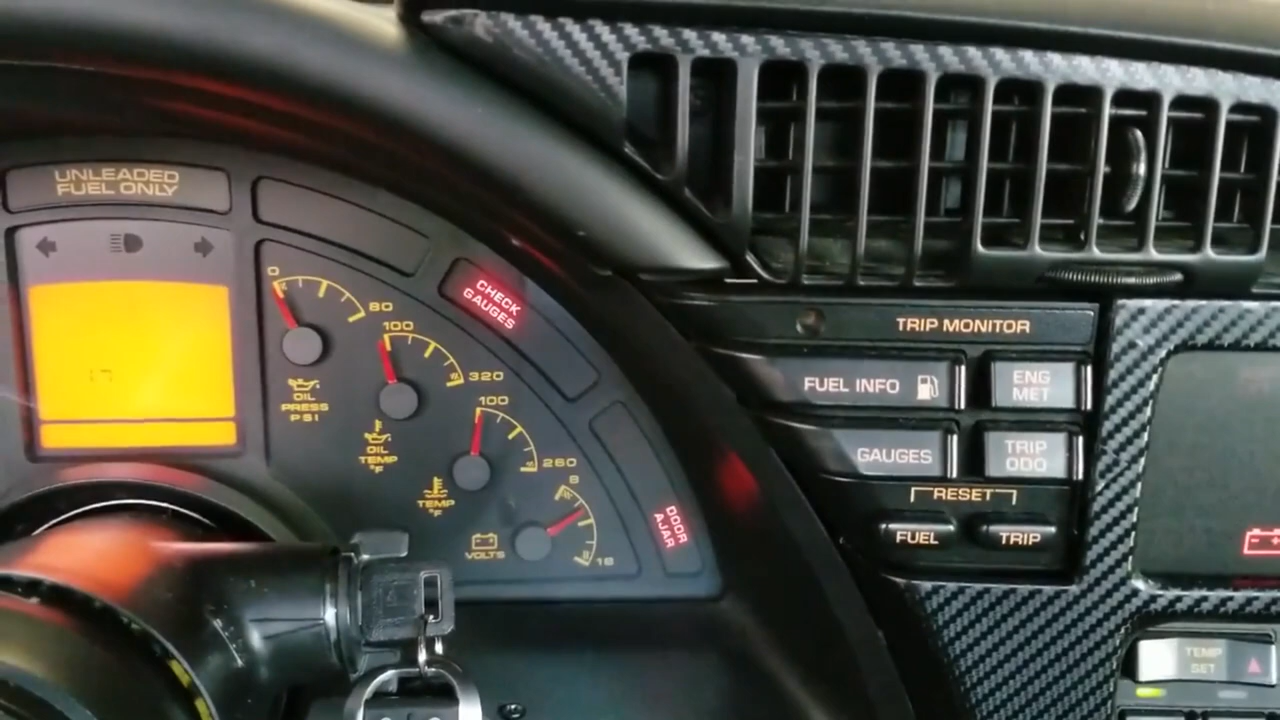 UNLEADED
FUEL ONLY
0
80
OIL
PRESS
PSI
100
320
OIL
TEMP
°F
100
260
TEMP
°F
8
18
VOLTS
CHECK
GAUGES
DOOR
AJAR
TRIP MONITOR
FUEL INFO
ENG
MET
GAUGES
TRIP
ODO
RESET
FUEL
TRIP
TEMP
SET